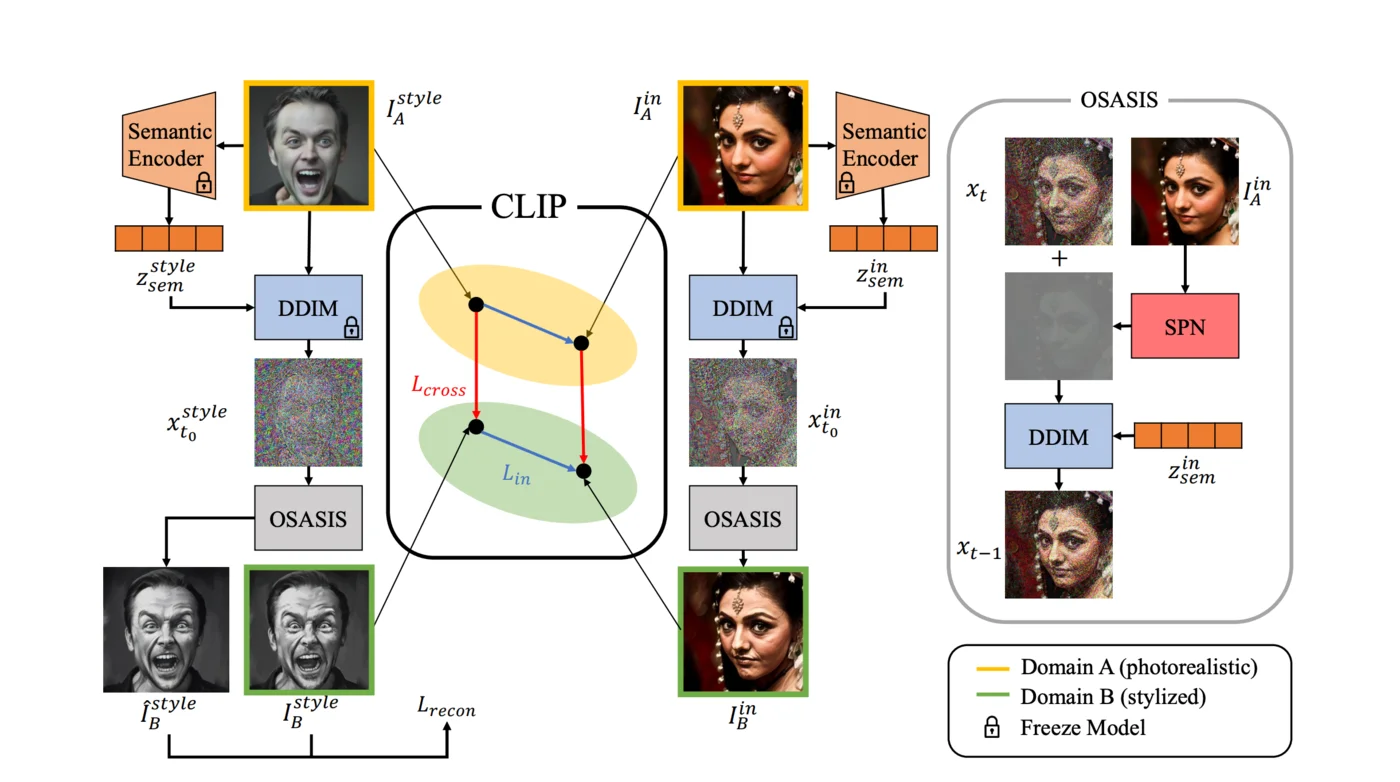 Semantic
Encoder
I_A^{style}
z_{sem}^{style}
DDIM
x_{t_0}^{style}
OSASIS
Î_B^{style}
I_B^{style}
L_{recon}
CLIP
L_{cross}
L_{in}
I_A^{in}
Semantic
Encoder
z_{sem}^{in}
DDIM
x_{t_0}^{in}
OSASIS
I_B^{in}
OSASIS
x_t
I_A^{in}
+
SPN
DDIM
z_{sem}^{in}
x_{t-1}
Domain A (photorealistic)
Domain B (stylized)
Freeze Model